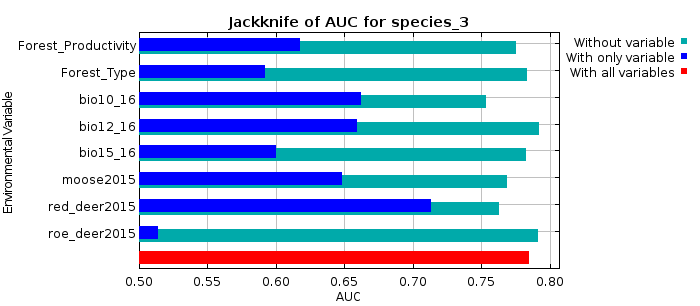 Jackknife of AUC for species_3
Environmental Variable
Forest_Productivity
Forest_Type
bio10_16
bio12_16
bio15_16
moose2015
red_deer2015
roe_deer2015
0.50 0.55 0.60 0.65 0.70 0.75 0.80
AUC
Without variable
With only variable
With all variables